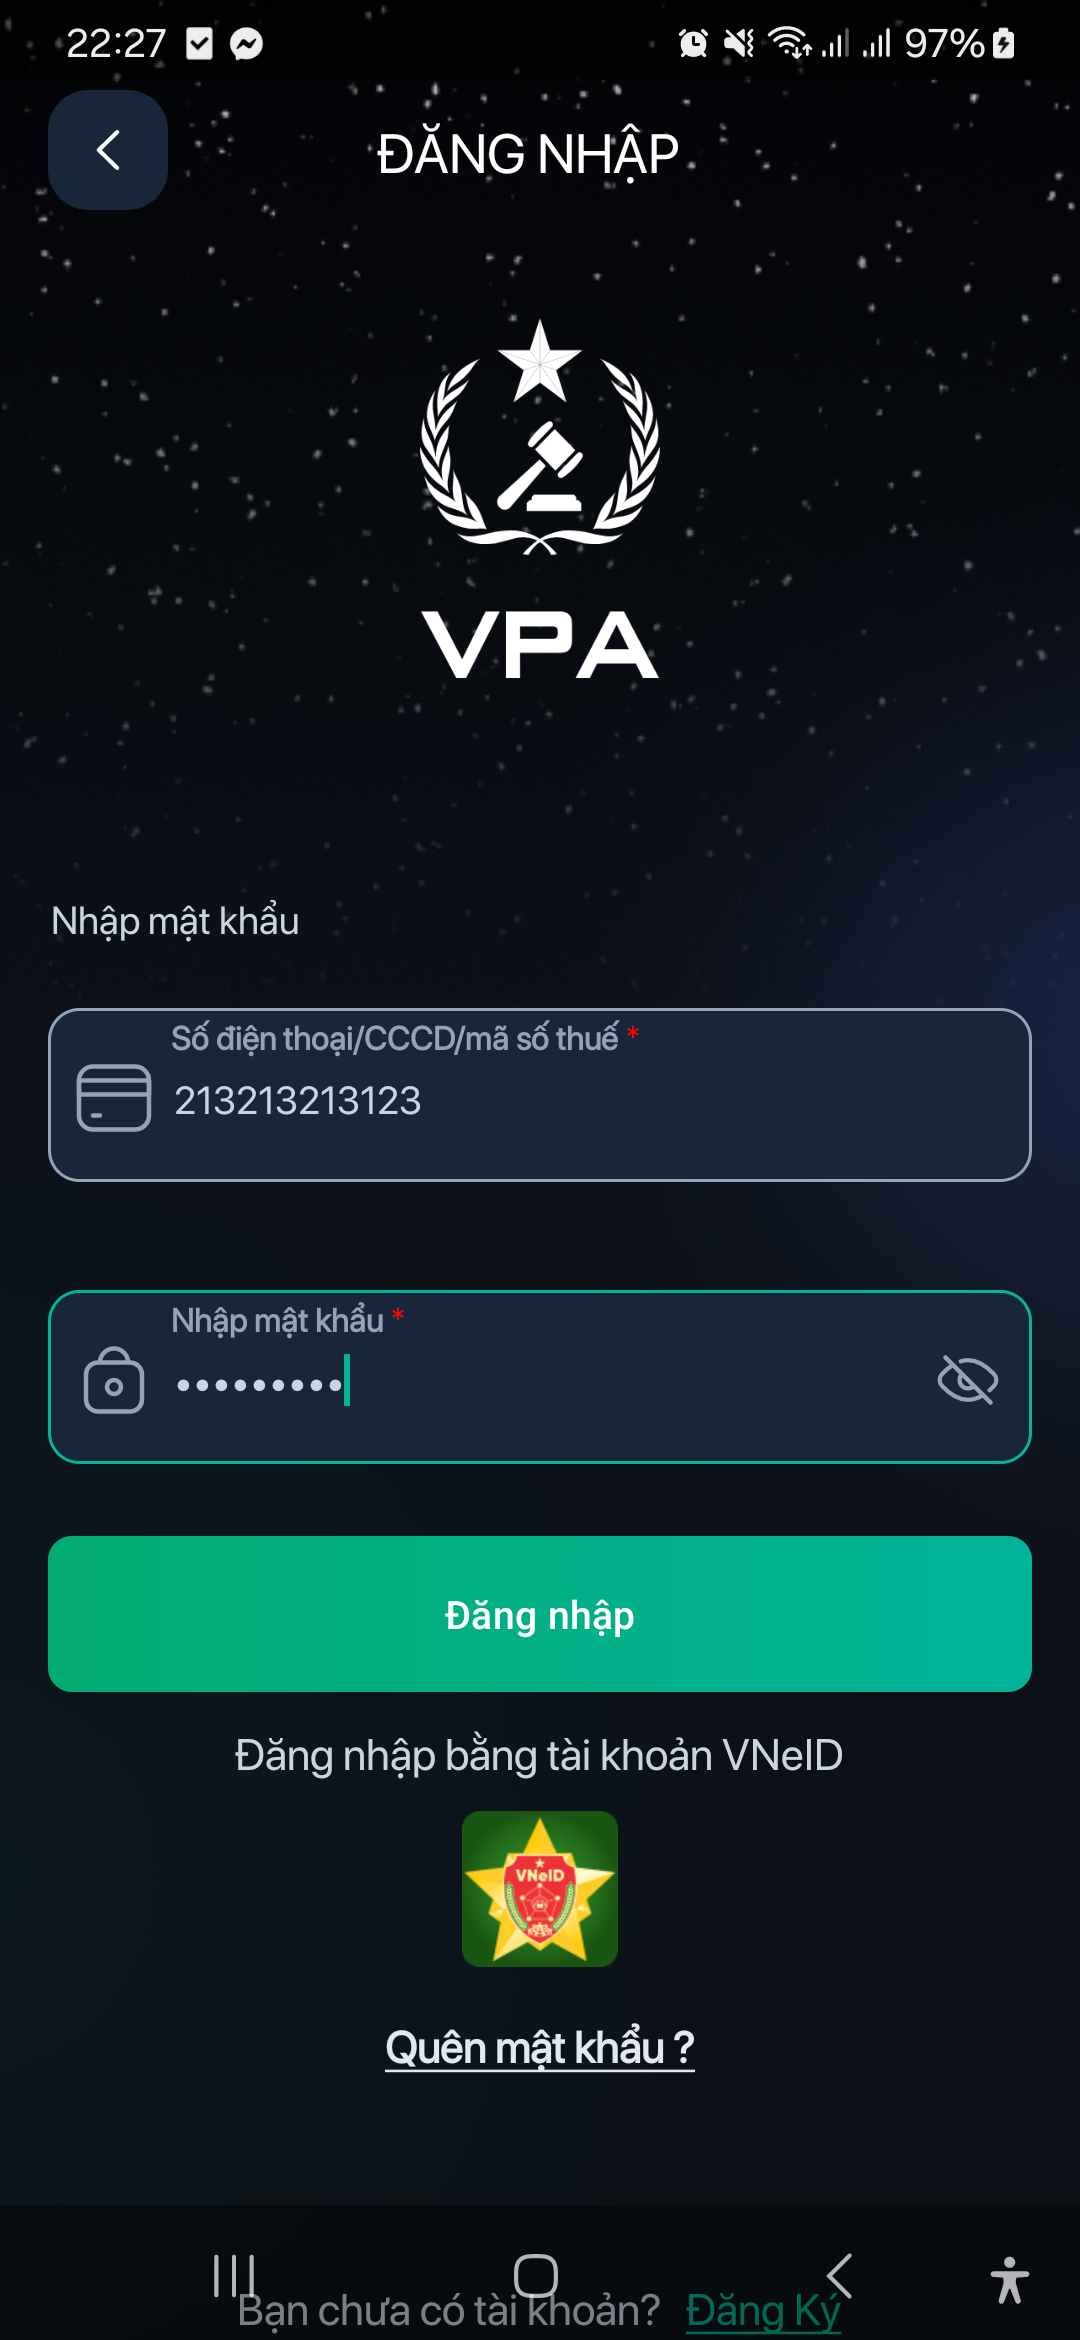 22:27 97%
ĐĂNG NHẬP
VPA
Nhập mật khẩu
Số điện thoại/CCCD/mã số thuế *
213213213123
Nhập mật khẩu *
•••••••••
Đăng nhập
Đăng nhập bằng tài khoản VNeID
VNeID
Quên mật khẩu ?
Bạn chưa có tài khoản? Đăng Ký